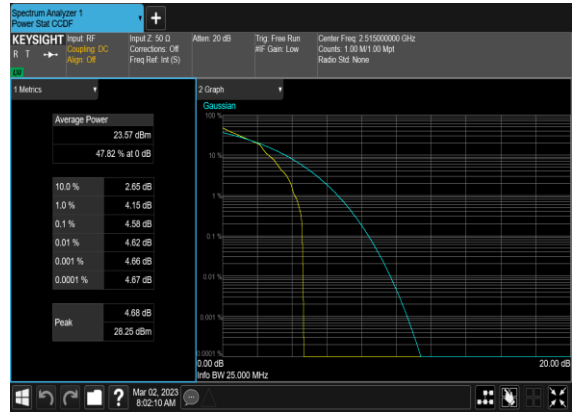 Spectrum Analyzer 1
Power Stat CCDF
KEYSIGHT
R T
LXI
Input: RF
Coupling: DC
Align: Off
Input Z: 50 Ω
Corrections: Off
Freq Ref: Int (S)
Atten: 20 dB
Trig: Free Run
#IF Gain: Low
Center Freq: 2.515000000 GHz
Counts: 1.00 M/1.00 Mpt
Radio Std: None
1 Metrics
Average Power
23.57 dBm
47.82 % at 0 dB
10.0 % 2.65 dB
1.0 % 4.15 dB
0.1 % 4.58 dB
0.01 % 4.62 dB
0.001 % 4.66 dB
0.0001 % 4.67 dB
Peak
4.68 dB
28.25 dBm
2 Graph
Gaussian
100 %
10 %
1 %
0.1 %
0.01 %
0.001 %
0.0001 %
0.00 dB
20.00 dB
Info BW 25.000 MHz
?
Mar 02, 2023
8:02:10 AM